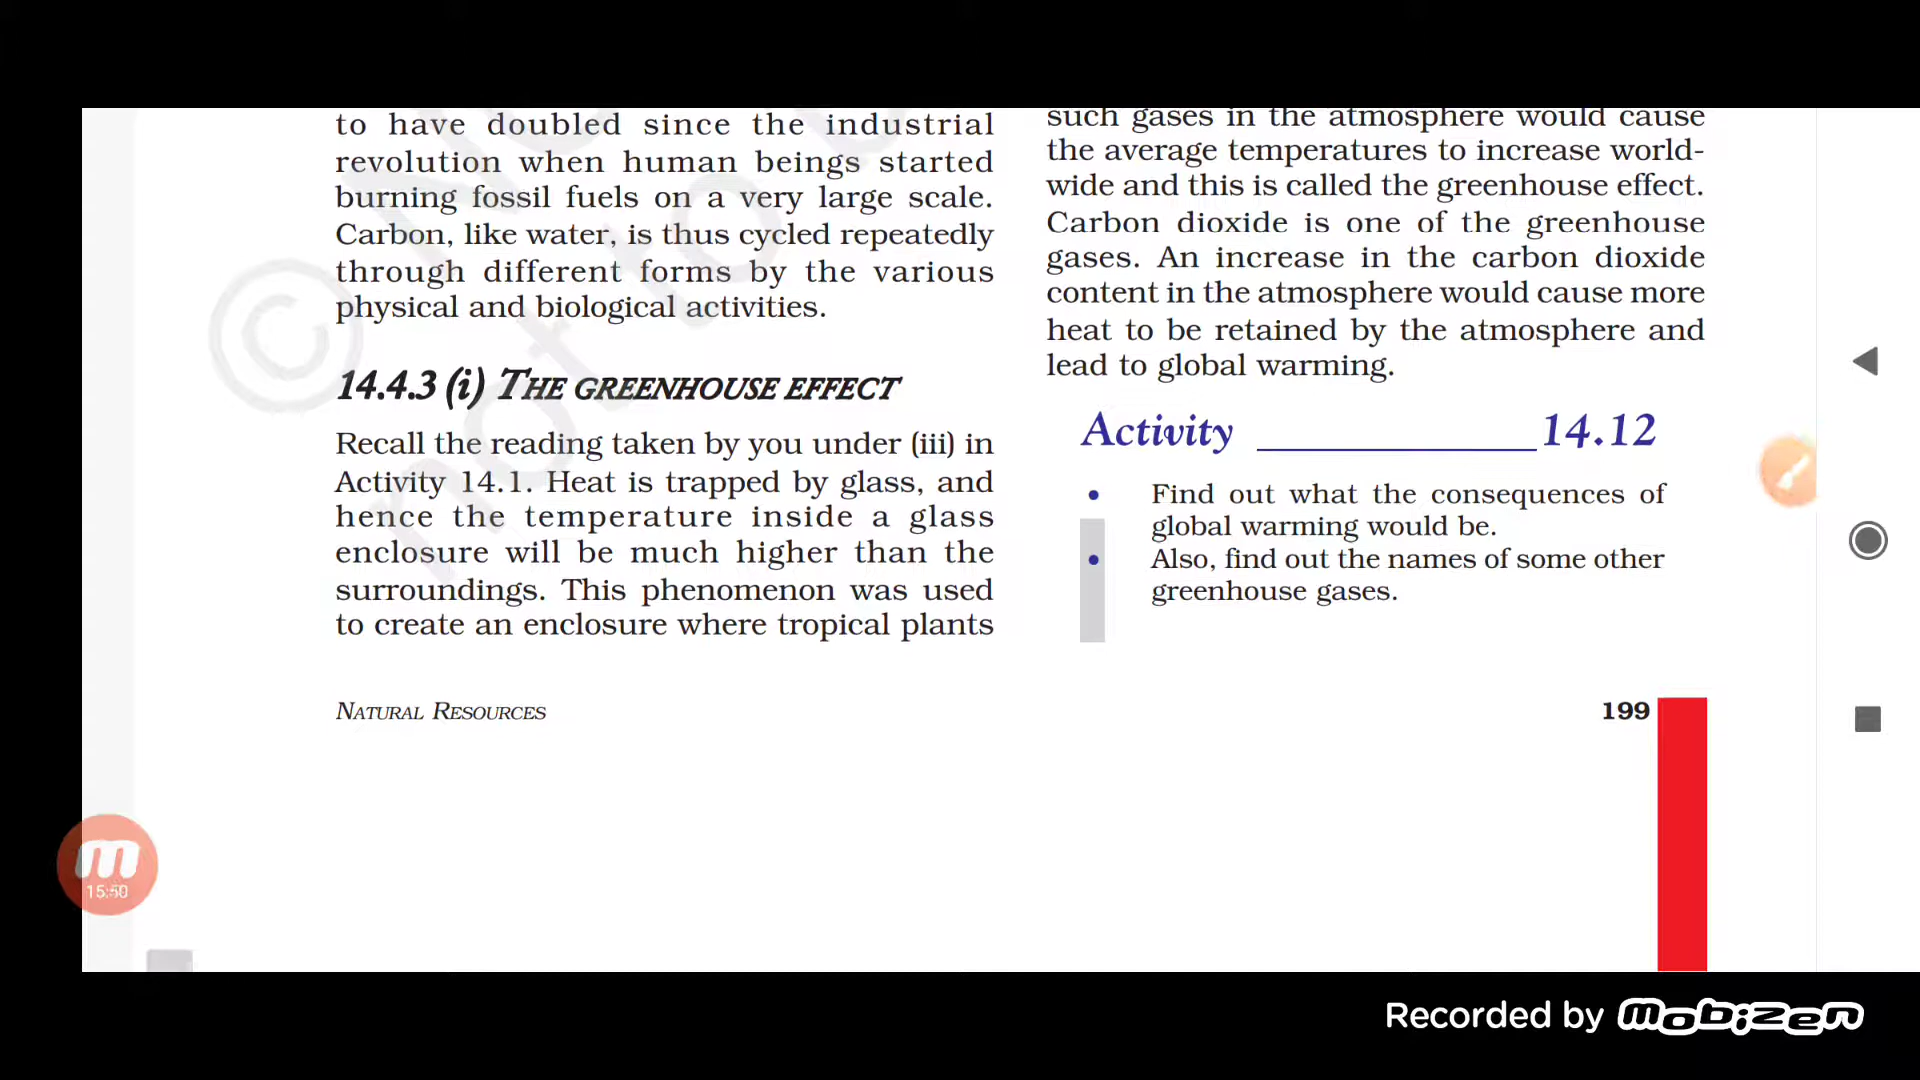 to have doubled since the industrial
revolution when human beings started
burning fossil fuels on a very large scale.
Carbon, like water, is thus cycled repeatedly
through different forms by the various
physical and biological activities.
14.4.3 (i) THE GREENHOUSE EFFECT
Recall the reading taken by you under (iii) in
Activity 14.1. Heat is trapped by glass, and
hence the temperature inside a glass
enclosure will be much higher than the
surroundings. This phenomenon was used
to create an enclosure where tropical plants
such gases in the atmosphere would cause
the average temperatures to increase world-
wide and this is called the greenhouse effect.
Carbon dioxide is one of the greenhouse
gases. An increase in the carbon dioxide
content in the atmosphere would cause more
heat to be retained by the atmosphere and
lead to global warming.
Activity ______________ 14.12
• Find out what the consequences of
global warming would be.
• Also, find out the names of some other
greenhouse gases.
NATURAL RESOURCES
199
not to
©
m
15:50
Recorded by mobizen